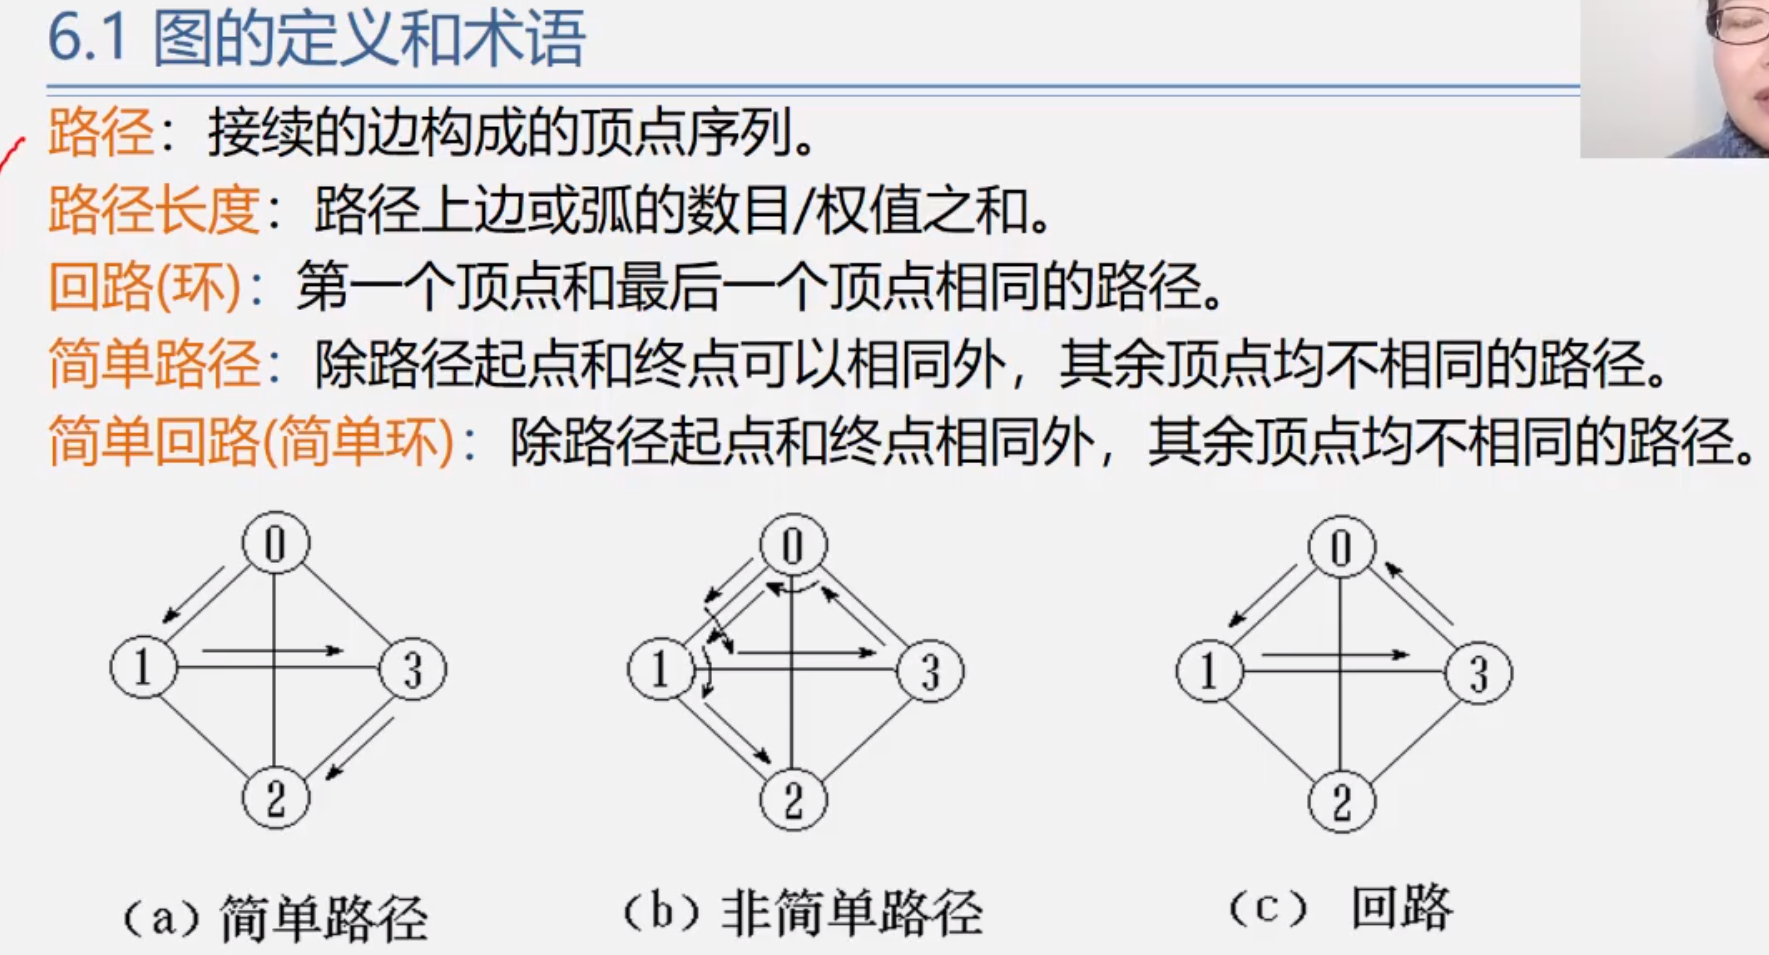 6.1 图的定义和术语
路径：接续的边构成的顶点序列。
路径长度：路径上边或弧的数目/权值之和。
回路(环)：第一个顶点和最后一个顶点相同的路径。
简单路径：除路径起点和终点可以相同外，其余顶点均不相同的路径。
简单回路(简单环)：除路径起点和终点相同外，其余顶点均不相同的路径。
0
1
3
2
0
1
3
2
0
1
3
2
（a）简单路径
（b）非简单路径
（c） 回路